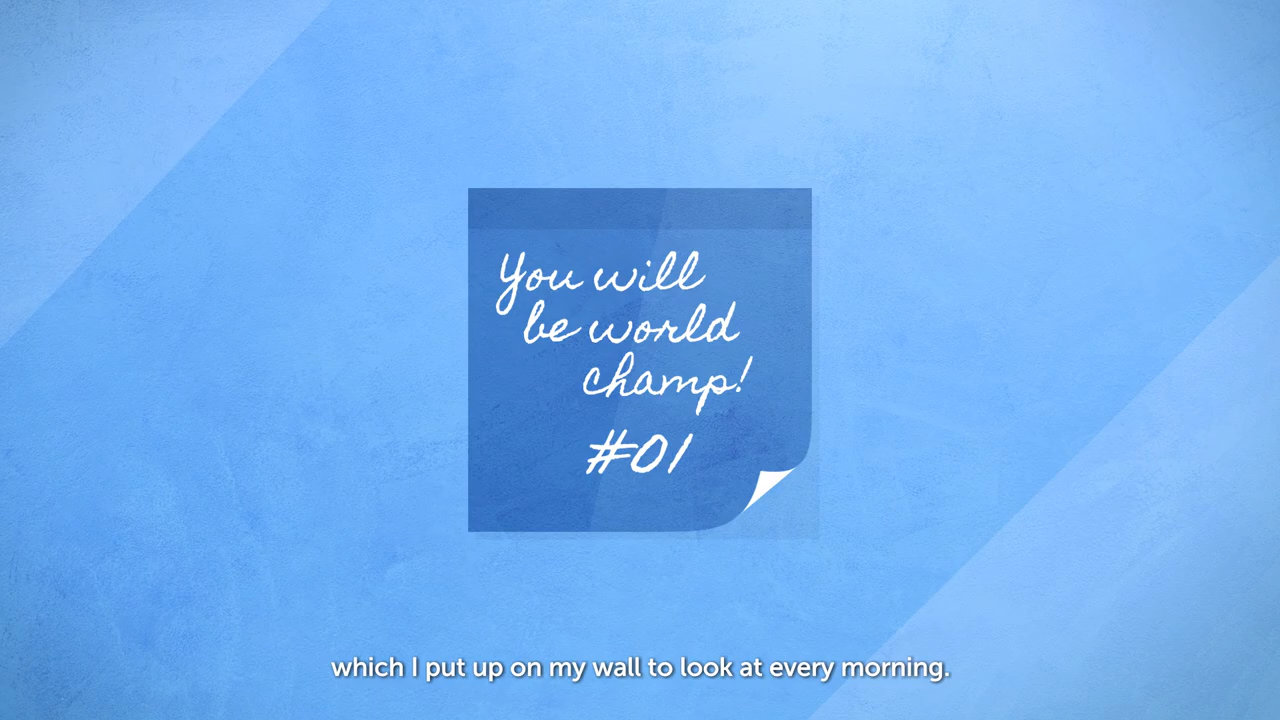 You will
be world
champ!
#01
which I put up on my wall to look at every morning.